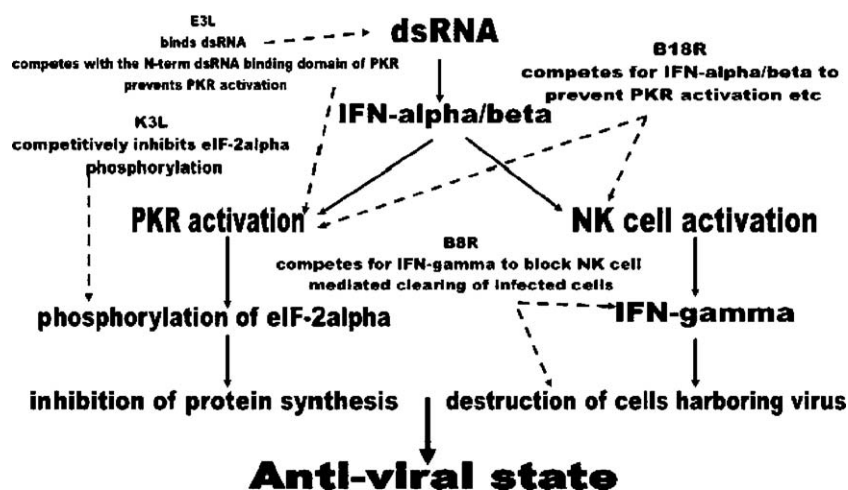 E3L
binds dsRNA
competes with the N-term dsRNA binding domain of PKR
prevents PKR activation
dsRNA
B18R
competes for IFN-alpha/beta to
prevent PKR activation etc
IFN-alpha/beta
K3L
competitively inhibits eIF-2alpha
phosphorylation
PKR activation
NK cell activation
B8R
competes for IFN-gamma to block NK cell
mediated clearing of infected cells
phosphorylation of eIF-2alpha
IFN-gamma
inhibition of protein synthesis
destruction of cells harboring virus
Anti-viral state